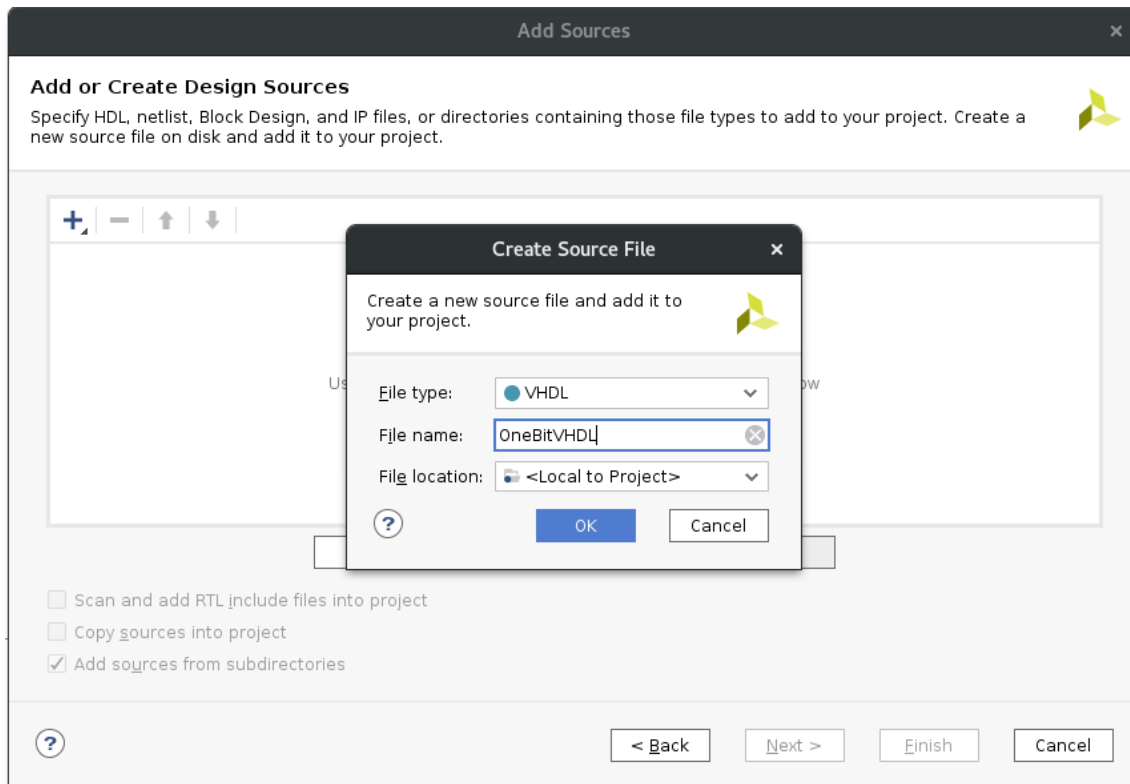 Add Sources
Add or Create Design Sources
Specify HDL, netlist, Block Design, and IP files, or directories containing those file types to add to your project. Create a
new source file on disk and add it to your project.
Create Source File
Create a new source file and add it to
your project.
File type: VHDL
File name: OneBitVHDL
File location: <Local to Project>
? OK Cancel
Scan and add RTL include files into project
Copy sources into project
Add sources from subdirectories
? < Back Next > Finish Cancel